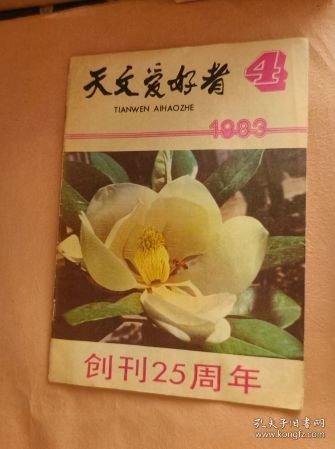 天文爱好者 4
TIANWEN AIHAOZHE
1983
创刊25周年
孔夫子旧书网
www.kongfz.com